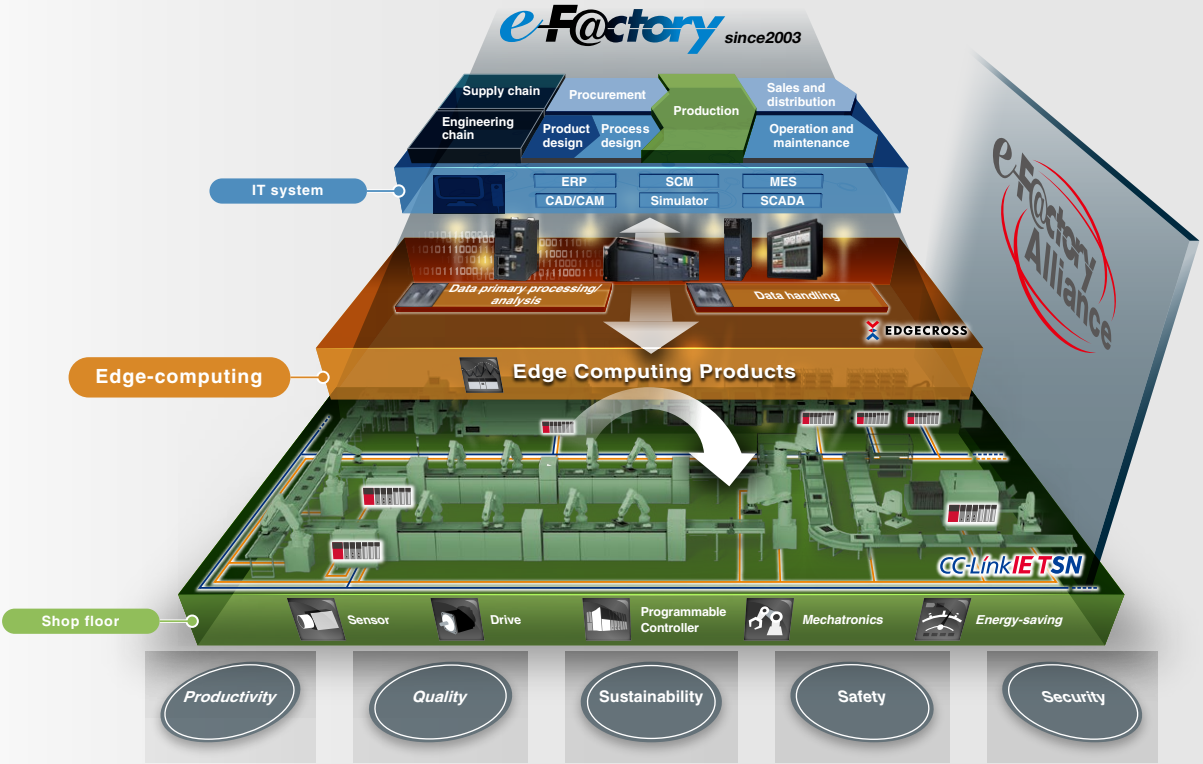 e-F@ctory since2003
Supply chain
Procurement
Production
Sales and
distribution
Engineering
chain
Product
design
Process
design
Operation and
maintenance
IT system
ERP
SCM
MES
CAD/CAM
Simulator
SCADA
e-F@ctory
Alliance
Data primary processing/
analysis
Data handling
EDGECROSS
Edge-computing
Edge Computing Products
CC-Link IE TSN
Shop floor
Sensor
Drive
Programmable
Controller
Mechatronics
Energy-saving
Productivity
Quality
Sustainability
Safety
Security